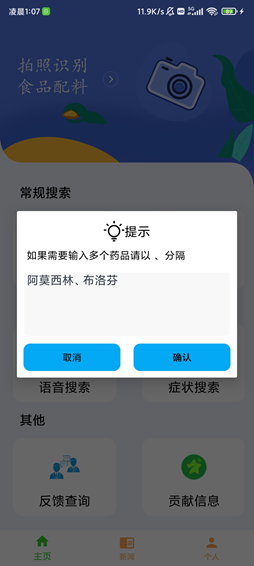 凌晨1:07
11.9K/s
HD
5G
89
拍照识别
食品配料
常规搜索
提示
如果需要输入多个药品请以 、分隔
阿莫西林、布洛芬
取消
确认
语音搜索
症状搜索
其他
反馈查询
贡献信息
主页
新闻
个人